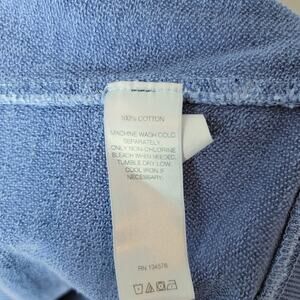 100% COTTON
MACHINE WASH COLD
SEPARATELY.
ONLY NON-CHLORINE
BLEACH WHEN NEEDED.
TUMBLE DRY LOW.
COOL IRON IF
NECESSARY.
RN 134576